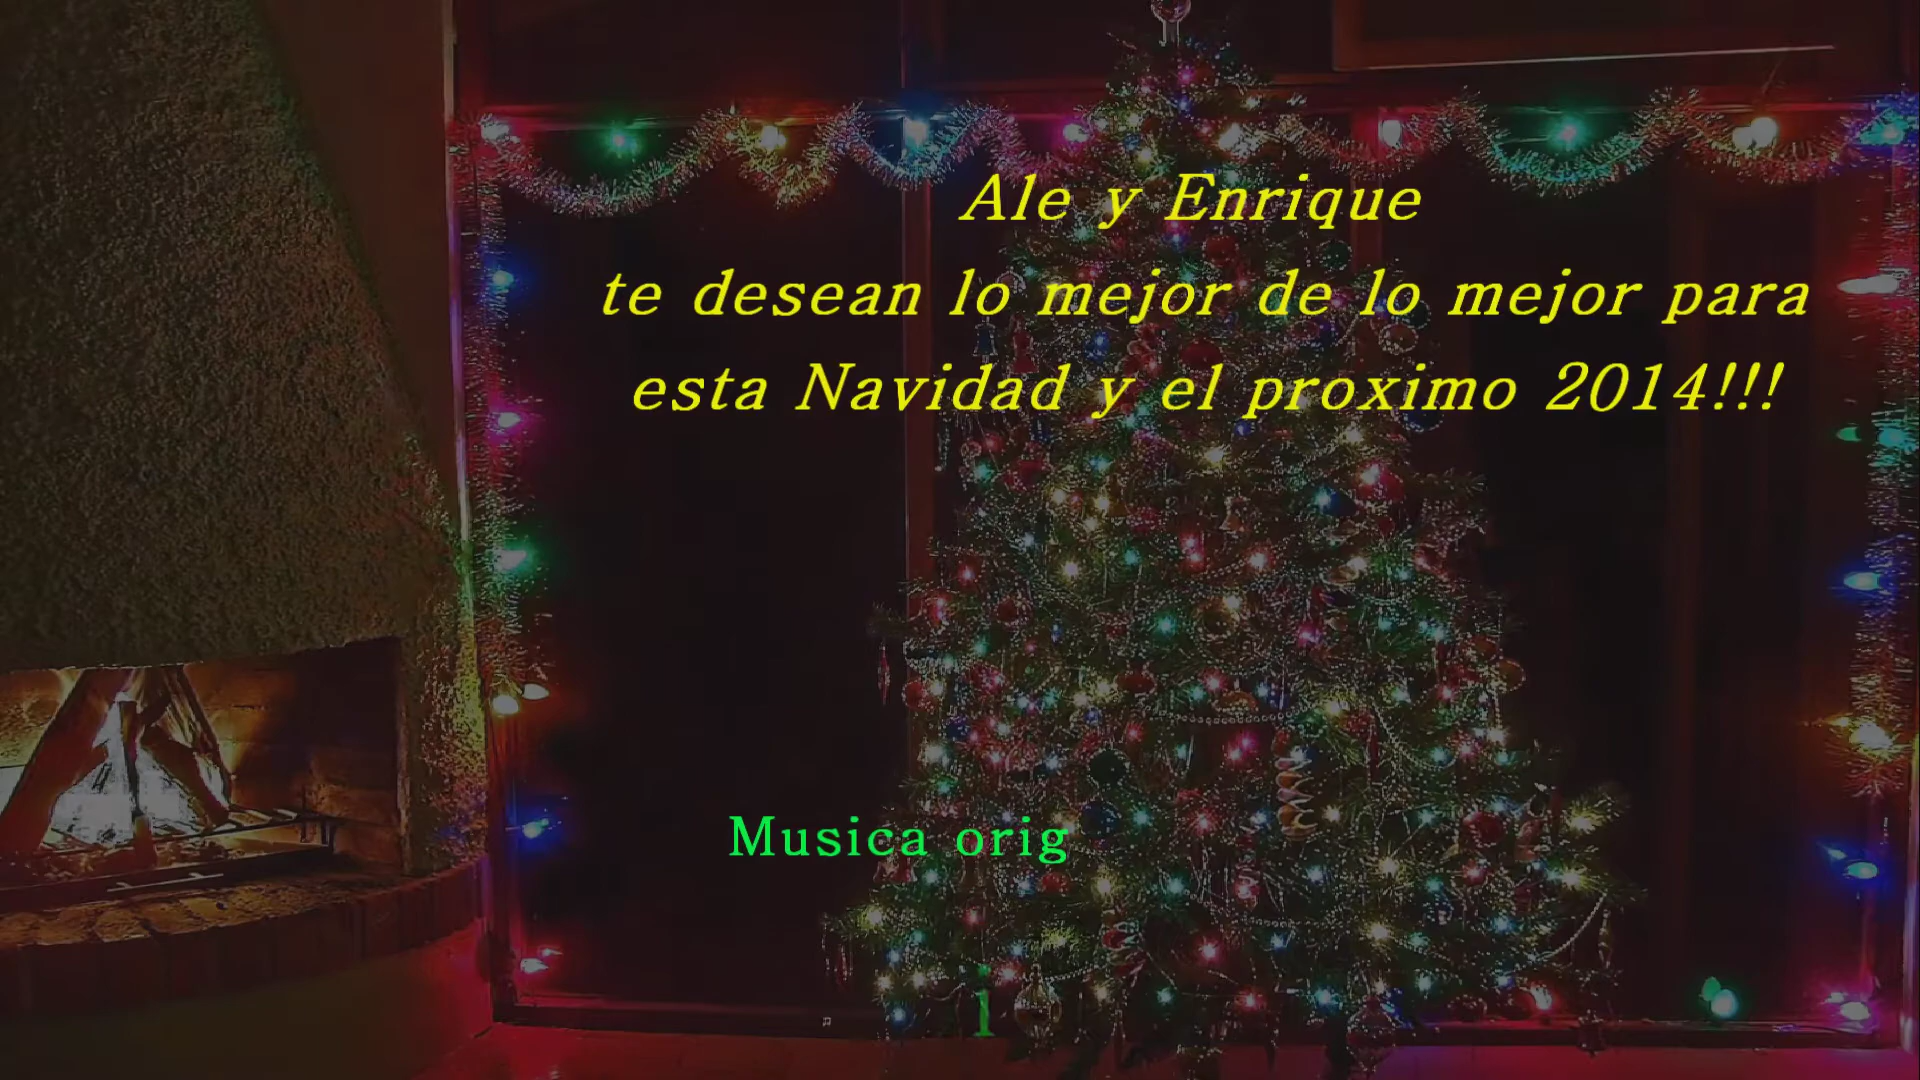 Ale y Enrique
te desean lo mejor de lo mejor para
esta Navidad y el proximo 2014!!!
Musica orig